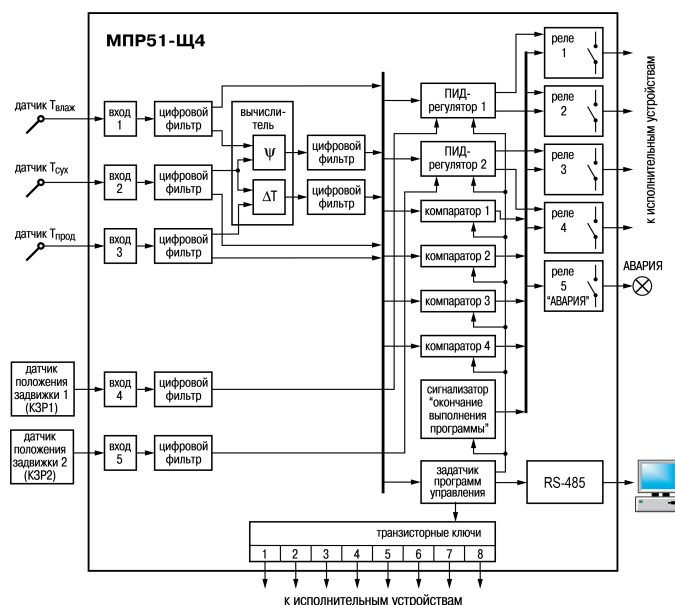 МПР51-Щ4
датчик Tвлаж
вход
1
цифровой
фильтр
датчик Tсух
вход
2
цифровой
фильтр
датчик Tпрод
вход
3
цифровой
фильтр
вычисли-
тель
Ψ
ΔT
цифровой
фильтр
цифровой
фильтр
датчик
положения
задвижки 1
(КЗР1)
вход
4
цифровой
фильтр
датчик
положения
задвижки 2
(КЗР2)
вход
5
цифровой
фильтр
ПИД-
регулятор 1
ПИД-
регулятор 2
компаратор 1
компаратор 2
компаратор 3
компаратор 4
сигнализатор
"окончание
выполнения
программы"
задатчик
программ
управления
RS-485
реле
1
реле
2
реле
3
реле
4
реле
5
"АВАРИЯ"
к исполнительным устройствам
АВАРИЯ
транзисторные ключи
1 2 3 4 5 6 7 8
к исполнительным устройствам